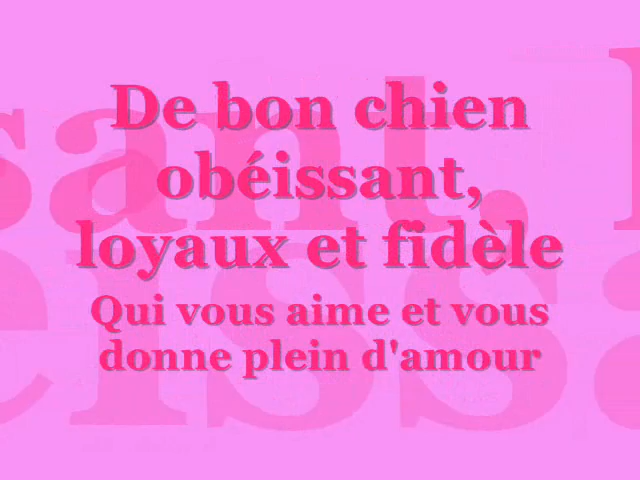 De bon chien
obéissant,
loyaux et fidèle
Qui vous aime et vous
donne plein d'amour